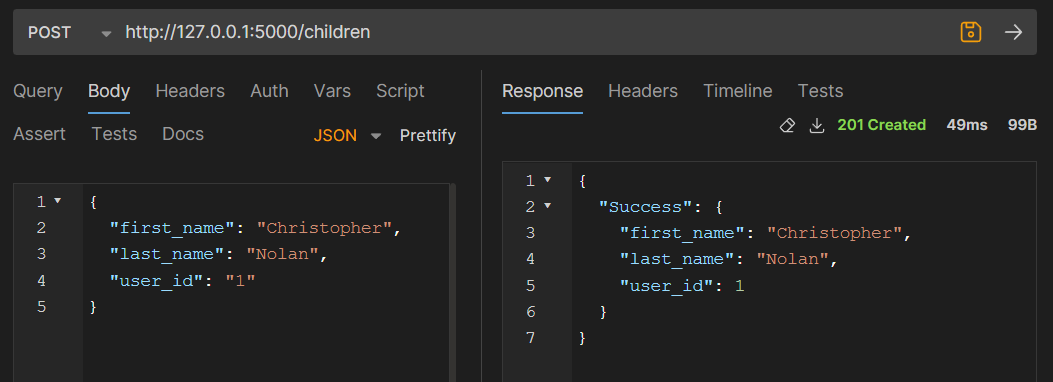 POST http://127.0.0.1:5000/children
Query Body Headers Auth Vars Script
Assert Tests Docs JSON Prettify
1 {
2 "first_name": "Christopher",
3 "last_name": "Nolan",
4 "user_id": "1"
5 }
Response Headers Timeline Tests
201 Created 49ms 99B
1 {
2 "Success": {
3 "first_name": "Christopher",
4 "last_name": "Nolan",
5 "user_id": 1
6 }
7 }